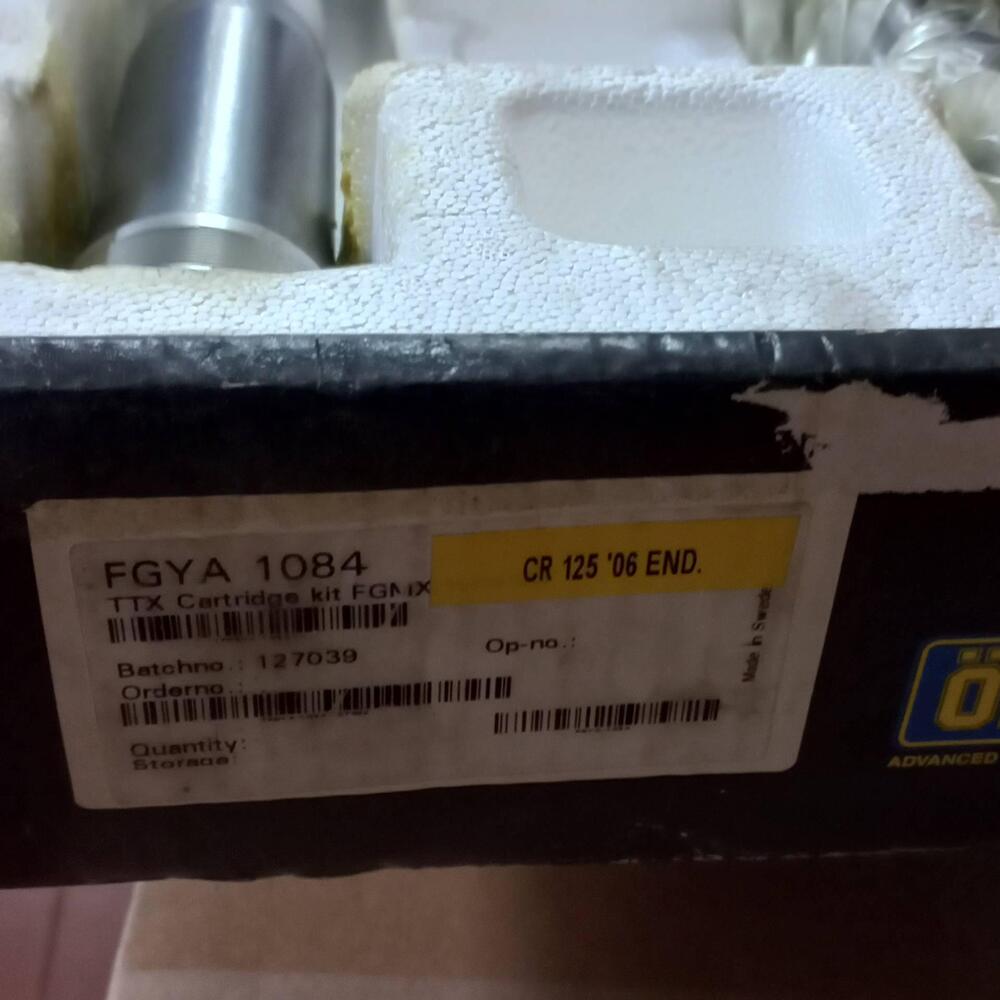 FGYA 1084
CR 125 '06 END.
TTX Cartridge kit FGMX
Batchno.: 127039
Op-no.:
Orderno.:
Quantity:
Storage:
Made in Swede
ADVANCED